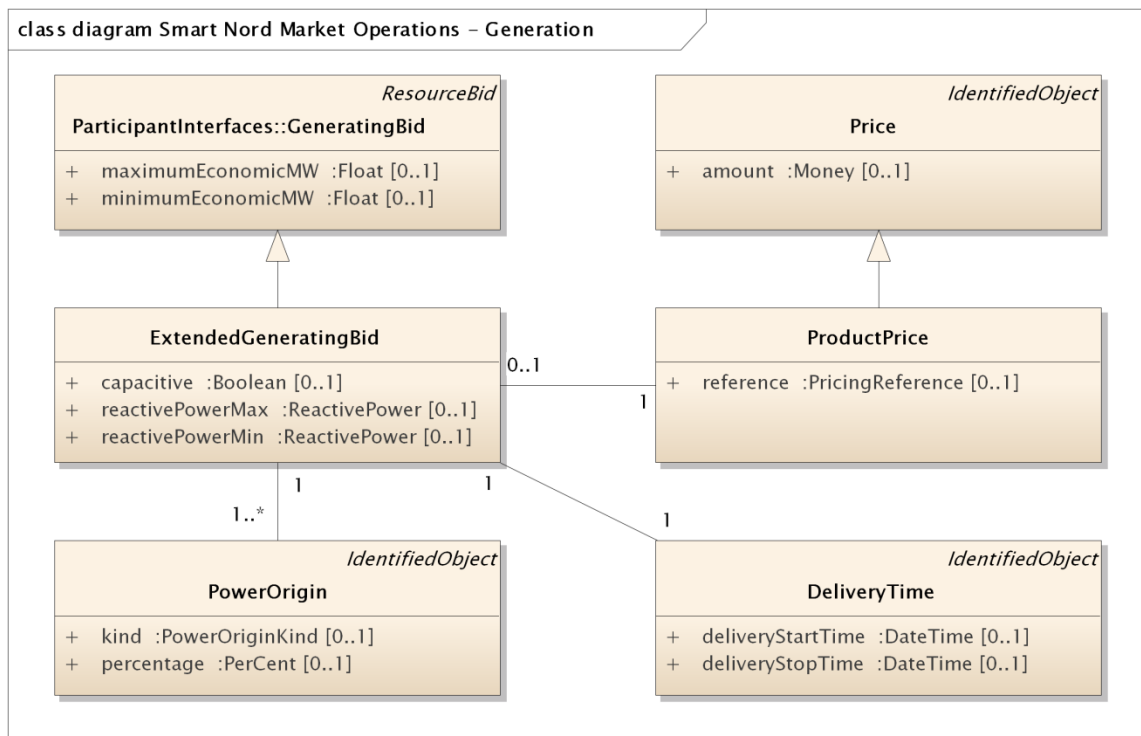 class diagram Smart Nord Market Operations – Generation
ResourceBid
ParticipantInterfaces::GeneratingBid
+ maximumEconomicMW :Float [0..1]
+ minimumEconomicMW :Float [0..1]
IdentifiedObject
Price
+ amount :Money [0..1]
ExtendedGeneratingBid
+ capacitive :Boolean [0..1]
+ reactivePowerMax :ReactivePower [0..1]
+ reactivePowerMin :ReactivePower [0..1]
0..1
1
ProductPrice
+ reference :PricingReference [0..1]
1
1..*
1
1
IdentifiedObject
PowerOrigin
+ kind :PowerOriginKind [0..1]
+ percentage :PerCent [0..1]
IdentifiedObject
DeliveryTime
+ deliveryStartTime :DateTime [0..1]
+ deliveryStopTime :DateTime [0..1]